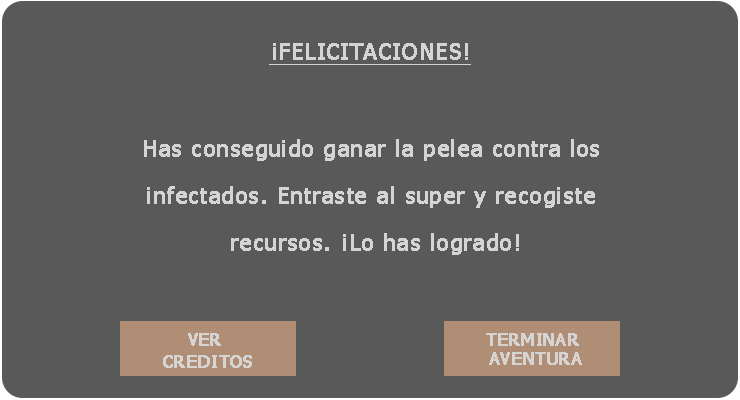 ¡FELICITACIONES!
Has conseguido ganar la pelea contra los
infectados. Entraste al super y recogiste
recursos. ¡Lo has logrado!
VER
CREDITOS
TERMINAR
AVENTURA